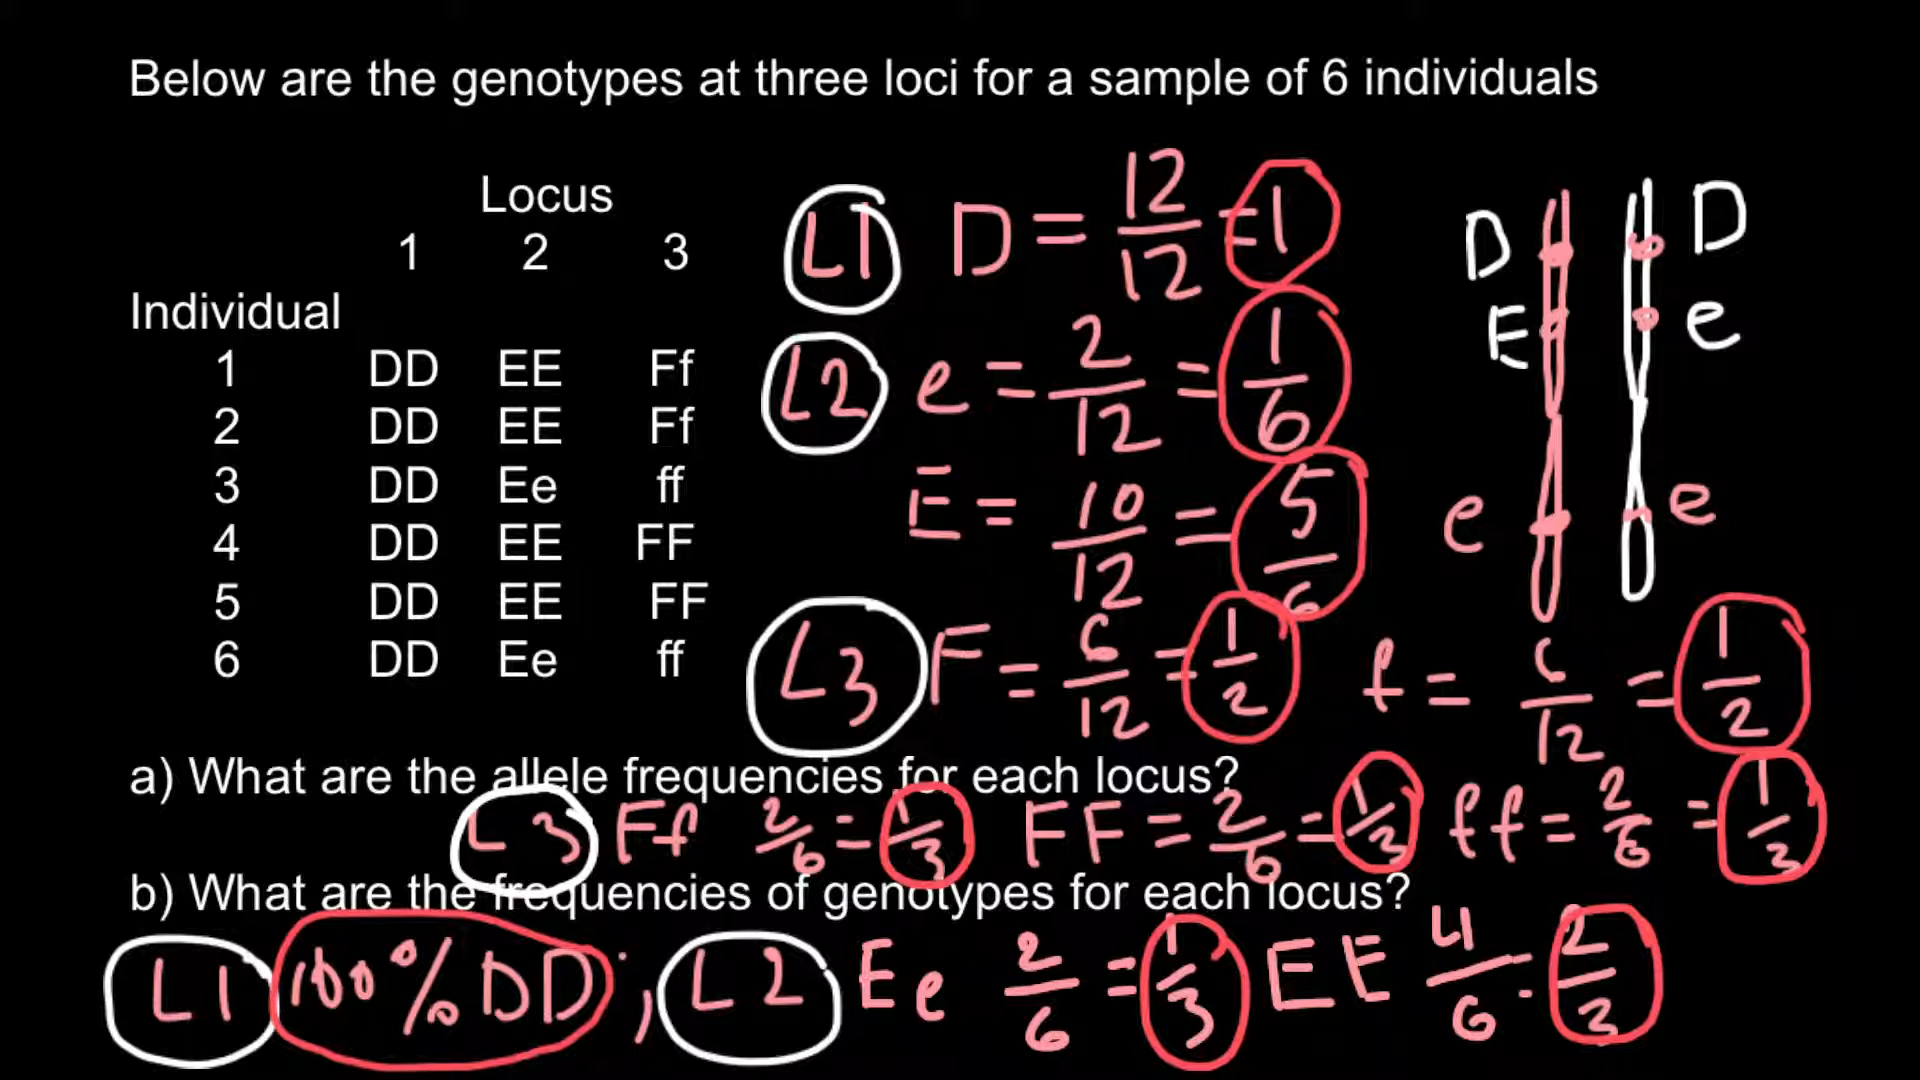 Below are the genotypes at three loci for a sample of 6 individuals
Locus
1 2 3
Individual
1 DD EE Ff
2 DD EE Ff
3 DD Ee ff
4 DD EE FF
5 DD EE FF
6 DD Ee ff
L1 D = 12/12 = 1
L2 e = 2/12 = 1/6
E = 10/12 = 5/6
L3 F = 6/12 = 1/2 f = 6/12 = 1/2
D D
E e
e e
a) What are the allele frequencies for each locus?
L3 Ff 2/6 = 1/3 FF = 2/6 = 1/3 ff = 2/6 = 1/3
b) What are the frequencies of genotypes for each locus?
L1 100% DD ; L2 Ee 2/6 = 1/3 EE 4/6 = 2/3